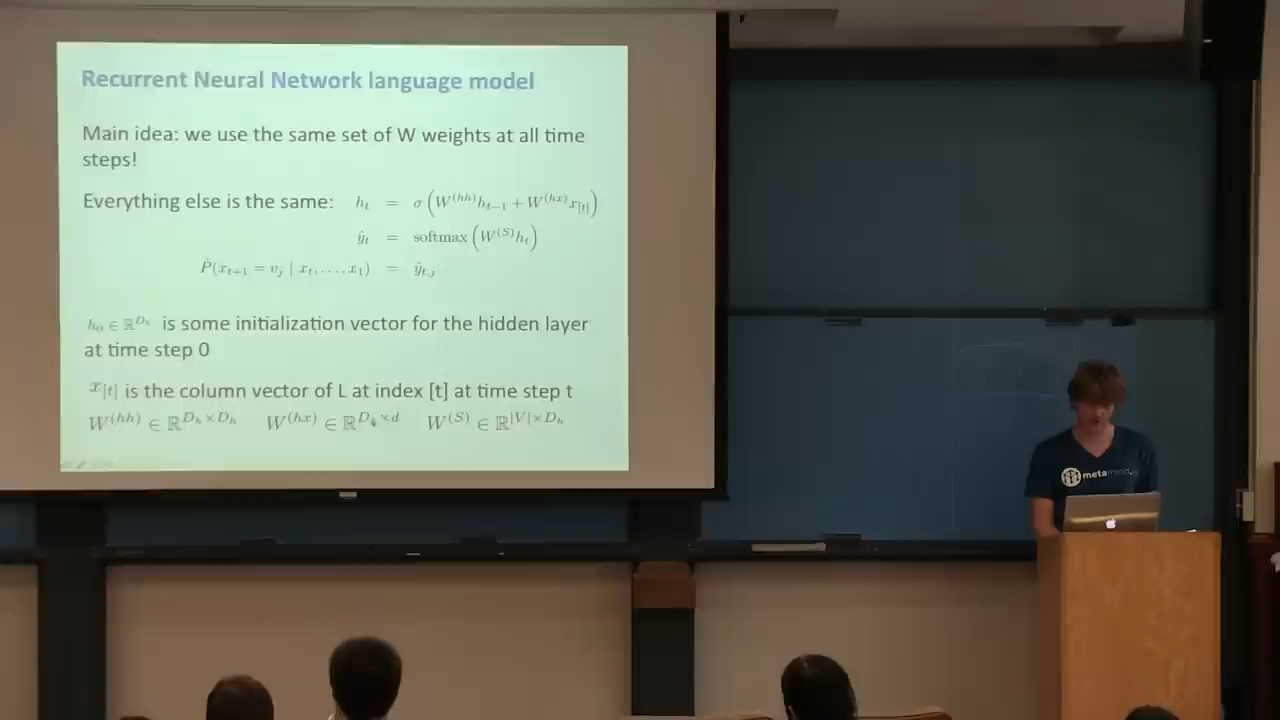 Recurrent Neural Network language model
Main idea: we use the same set of W weights at all time
steps!
Everything else is the same: h_t = σ(W^(hh) h_{t−1} + W^(hx) x_[t])
ŷ_t = softmax(W^(S) h_t)
P̂(x_{t+1} = v_j | x_t, . . . , x_1) = ŷ_{t,j}
h_0 ∈ ℝ^{D_h} is some initialization vector for the hidden layer
at time step 0
x_[t] is the column vector of L at index [t] at time step t
W^(hh) ∈ ℝ^{D_h × D_h} W^(hx) ∈ ℝ^{D_h × d} W^(S) ∈ ℝ^{|V| × D_h}
metamind